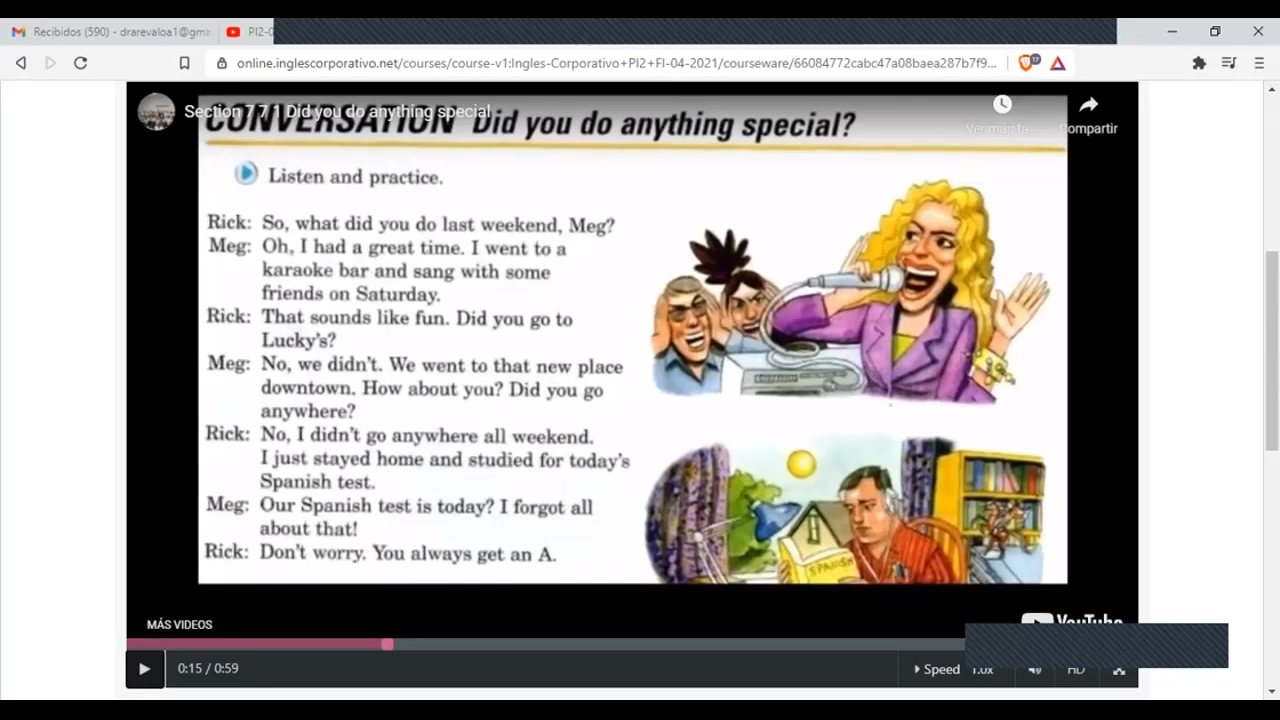 Recibidos (590) - drarevaloa1@gma
PI2-0
online.inglescorporativo.net/courses/course-v1:Ingles-Corporativo+PI2+FI-04-2021/courseware/66084772cabc47a08baea287b7f9...
17
Section 7 7 1 Did you do anything special
CONVERSATION Did you do anything special?
Compartir
Listen and practice.
Rick: So, what did you do last weekend, Meg?
Meg: Oh, I had a great time. I went to a
karaoke bar and sang with some
friends on Saturday.
Rick: That sounds like fun. Did you go to
Lucky's?
Meg: No, we didn't. We went to that new place
downtown. How about you? Did you go
anywhere?
Rick: No, I didn't go anywhere all weekend.
I just stayed home and studied for today's
Spanish test.
Meg: Our Spanish test is today? I forgot all
about that!
Rick: Don't worry. You always get an A.
SPANISH
MÁS VIDEOS
YouTube
0:15 / 0:59
Speed 1.0x
HD